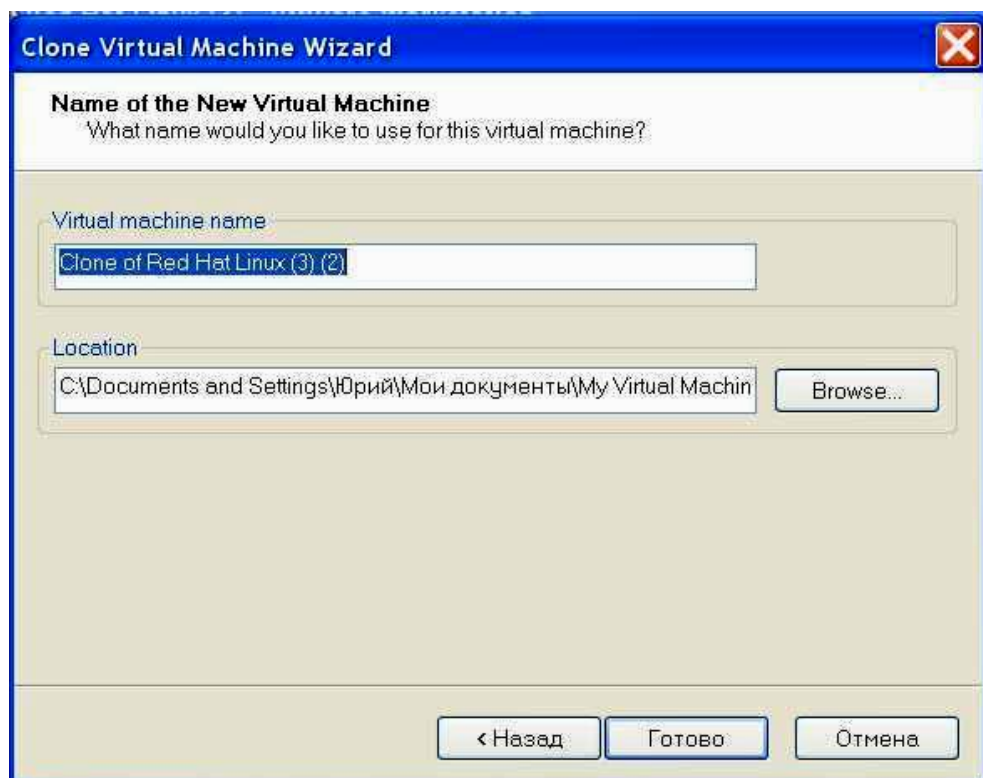 Clone Virtual Machine Wizard
Name of the New Virtual Machine
What name would you like to use for this virtual machine?
Virtual machine name
Clone of Red Hat Linux (3) (2)
Location
C:\Documents and Settings\Юрий\Мои документы\My Virtual Machin
Browse...
< Назад Готово Отмена